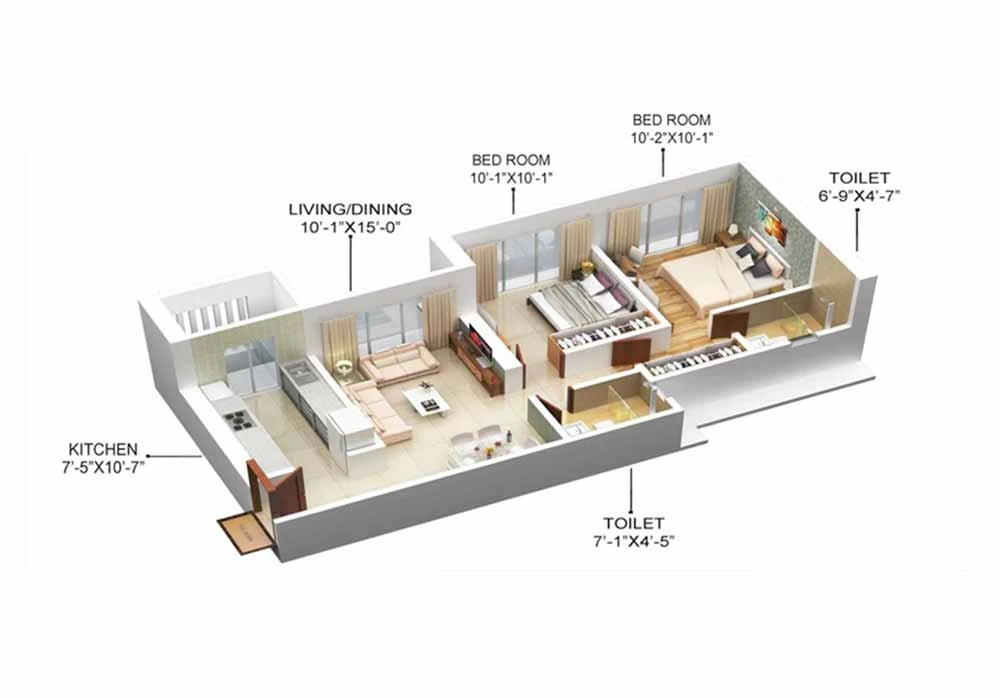 BED ROOM
10'-2"X10'-1"
BED ROOM
10'-1"X10'-1"
TOILET
6'-9"X4'-7"
LIVING/DINING
10'-1"X15'-0"
KITCHEN
7'-5"X10'-7"
TOILET
7'-1"X4'-5"